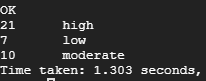 OK
21 high
7 low
10 moderate
Time taken: 1.303 seconds,